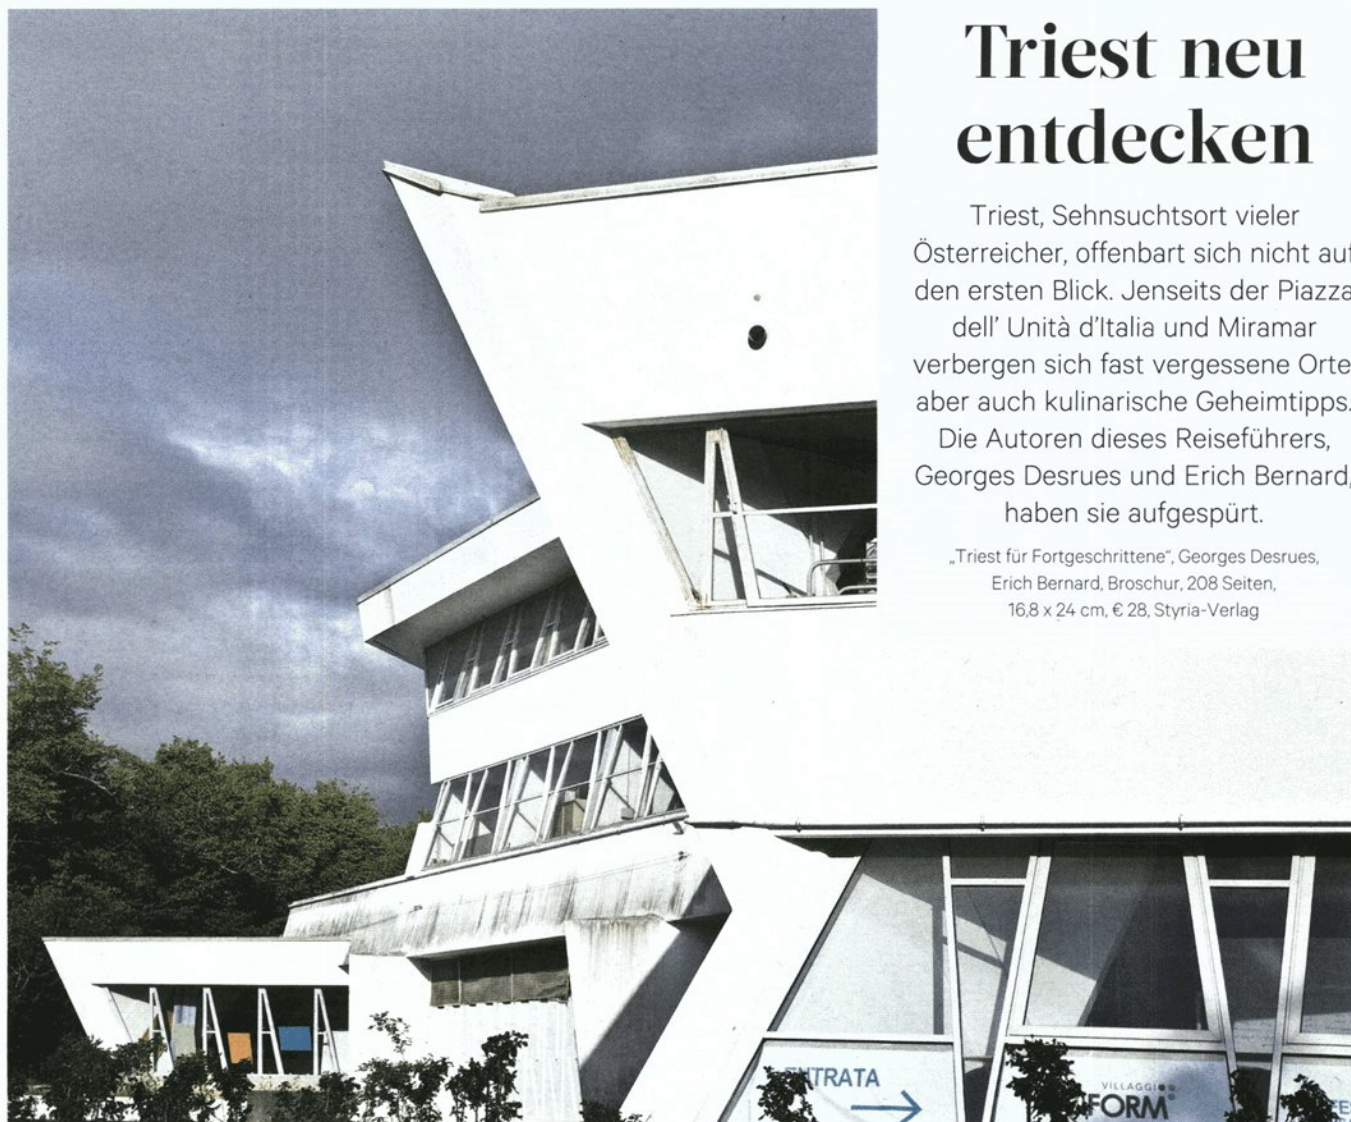 Triest neu
entdecken
Triest, Sehnsuchtsort vieler
Österreicher, offenbart sich nicht auf
den ersten Blick. Jenseits der Piazza
dell’ Unità d’Italia und Miramar
verbergen sich fast vergessene Orte
aber auch kulinarische Geheimtipps.
Die Autoren dieses Reiseführers,
Georges Desrues und Erich Bernard,
haben sie aufgespürt.
„Triest für Fortgeschrittene“, Georges Desrues,
Erich Bernard, Broschur, 208 Seiten,
16,8 x 24 cm, € 28, Styria-Verlag
ENTRATA
VILLAGGIO
FORM